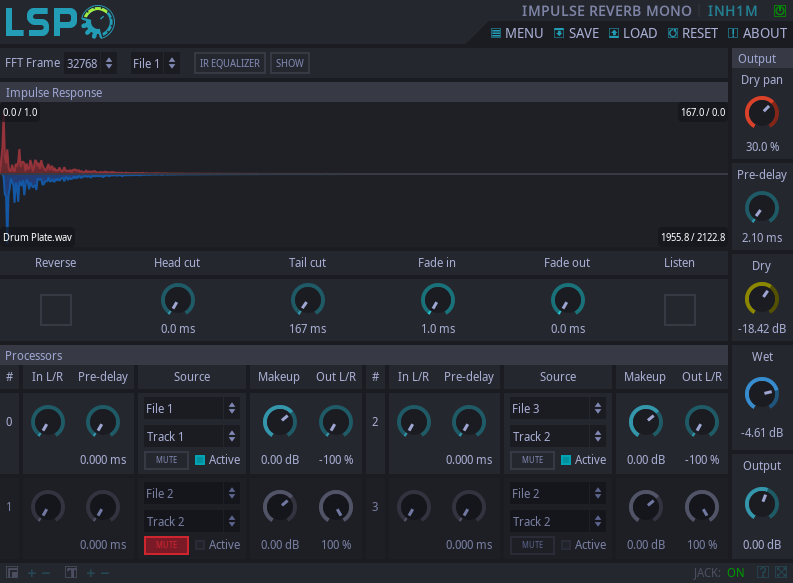 LSP
IMPULSE REVERB MONO INH1M
MENU SAVE LOAD RESET ABOUT
FFT Frame 32768 File 1 IR EQUALIZER SHOW
Output
Dry pan
30.0 %
Pre-delay
2.10 ms
Dry
-18.42 dB
Wet
-4.61 dB
Output
0.00 dB
Impulse Response
0.0 / 1.0 167.0 / 0.0
Drum Plate.wav 1955.8 / 2122.8
Reverse Head cut Tail cut Fade in Fade out Listen
0.0 ms 167 ms 1.0 ms 0.0 ms
Processors
# In L/R Pre-delay Source Makeup Out L/R # In L/R Pre-delay Source Makeup Out L/R
0 File 1 2 File 3
Track 1 Track 2
0.000 ms MUTE Active 0.00 dB -100 % 0.000 ms MUTE Active 0.00 dB -100 %
1 File 2 3 File 2
Track 2 Track 2
0.000 ms MUTE Active 0.00 dB 100 % 0.000 ms MUTE Active 0.00 dB 100 %
+ - + - JACK: ON ?